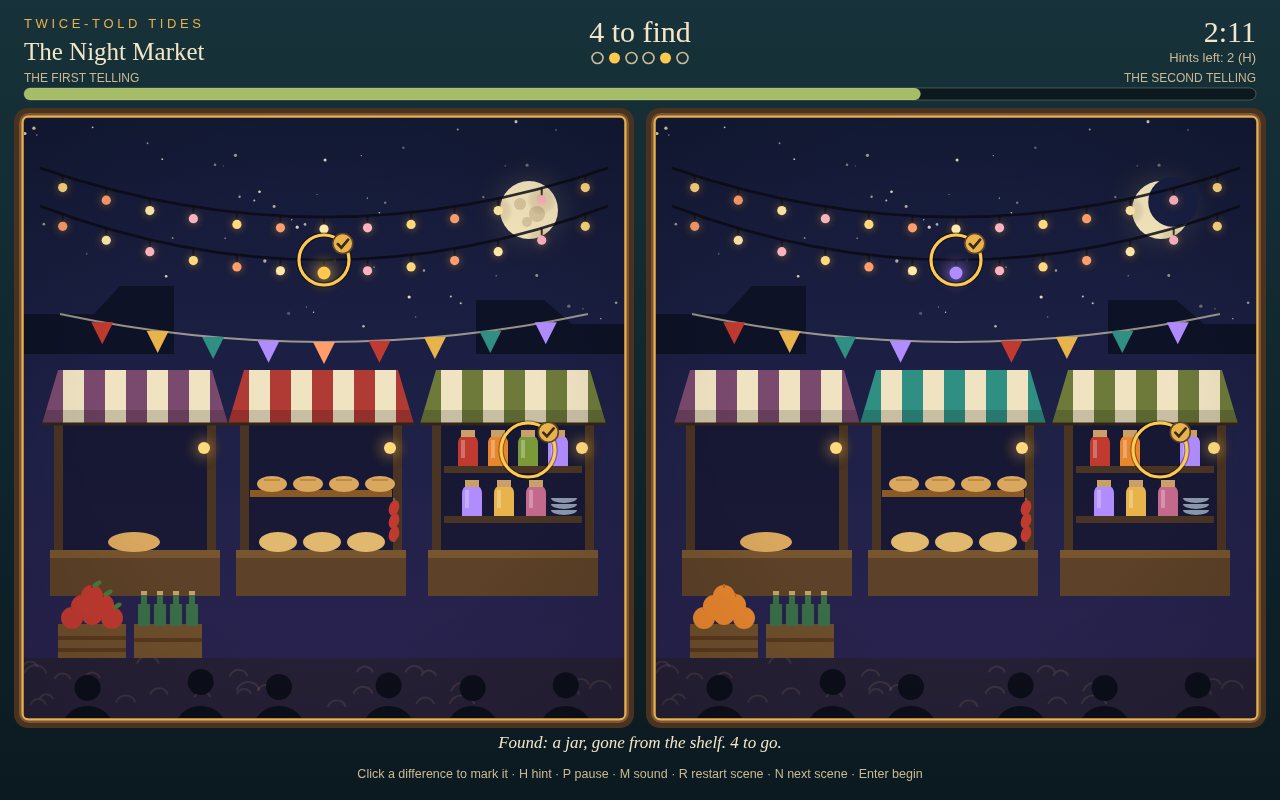 TWICE-TOLD TIDES
The Night Market
THE FIRST TELLING
4 to find
2:11
Hints left: 2 (H)
THE SECOND TELLING
Found: a jar, gone from the shelf. 4 to go.
Click a difference to mark it · H hint · P pause · M sound · R restart scene · N next scene · Enter begin